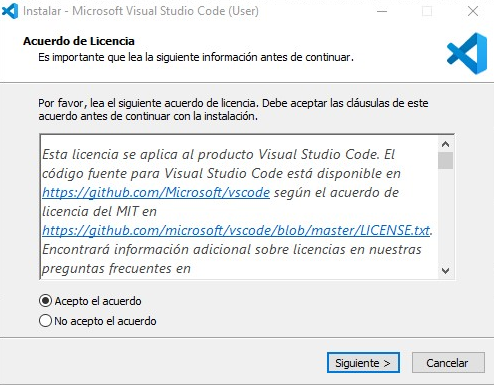 Instalar - Microsoft Visual Studio Code (User)
Acuerdo de Licencia
Es importante que lea la siguiente información antes de continuar.
Por favor, lea el siguiente acuerdo de licencia. Debe aceptar las cláusulas de este
acuerdo antes de continuar con la instalación.
Esta licencia se aplica al producto Visual Studio Code. El
código fuente para Visual Studio Code está disponible en
https://github.com/Microsoft/vscode según el acuerdo de
licencia del MIT en
https://github.com/microsoft/vscode/blob/master/LICENSE.txt.
Encontrará información adicional sobre licencias en nuestras
preguntas frecuentes en
Acepto el acuerdo
No acepto el acuerdo
Siguiente >
Cancelar